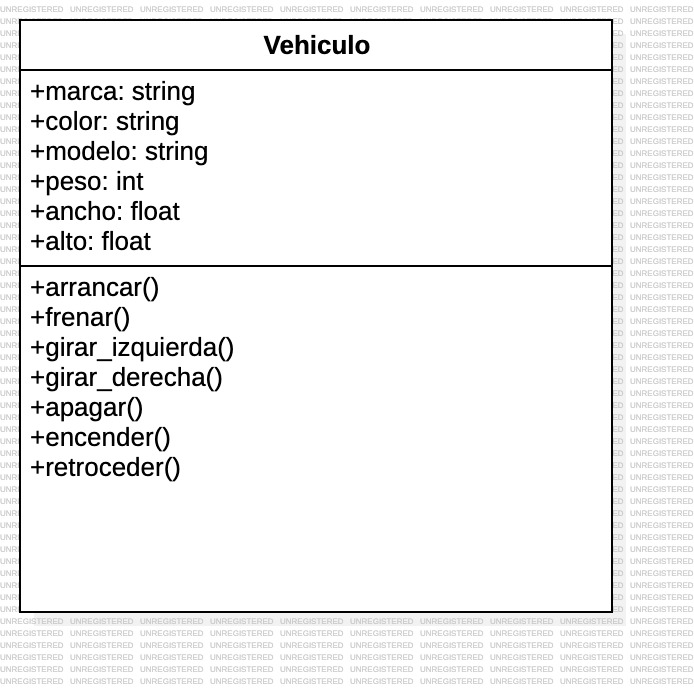 Vehiculo
+marca: string
+color: string
+modelo: string
+peso: int
+ancho: float
+alto: float
+arrancar()
+frenar()
+girar_izquierda()
+girar_derecha()
+apagar()
+encender()
+retroceder()
UNREGISTERED